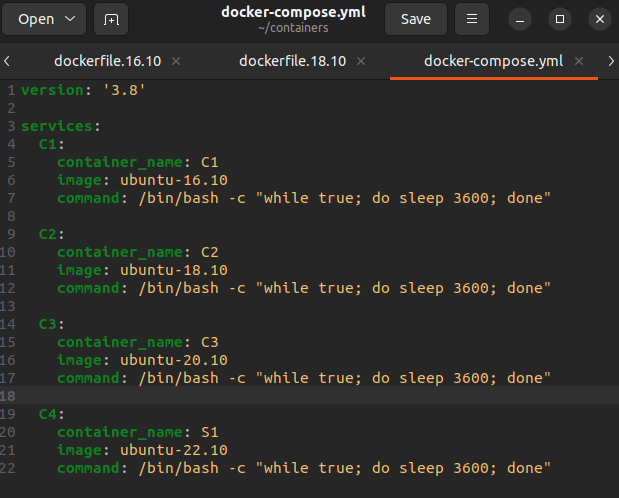 Open
docker-compose.yml
~/containers
Save
dockerfile.16.10
dockerfile.18.10
docker-compose.yml
1 version: '3.8'
2
3 services:
4   C1:
5     container_name: C1
6     image: ubuntu-16.10
7     command: /bin/bash -c "while true; do sleep 3600; done"
8
9   C2:
10     container_name: C2
11     image: ubuntu-18.10
12     command: /bin/bash -c "while true; do sleep 3600; done"
13
14   C3:
15     container_name: C3
16     image: ubuntu-20.10
17     command: /bin/bash -c "while true; do sleep 3600; done"
18
19   C4:
20     container_name: S1
21     image: ubuntu-22.10
22     command: /bin/bash -c "while true; do sleep 3600; done"